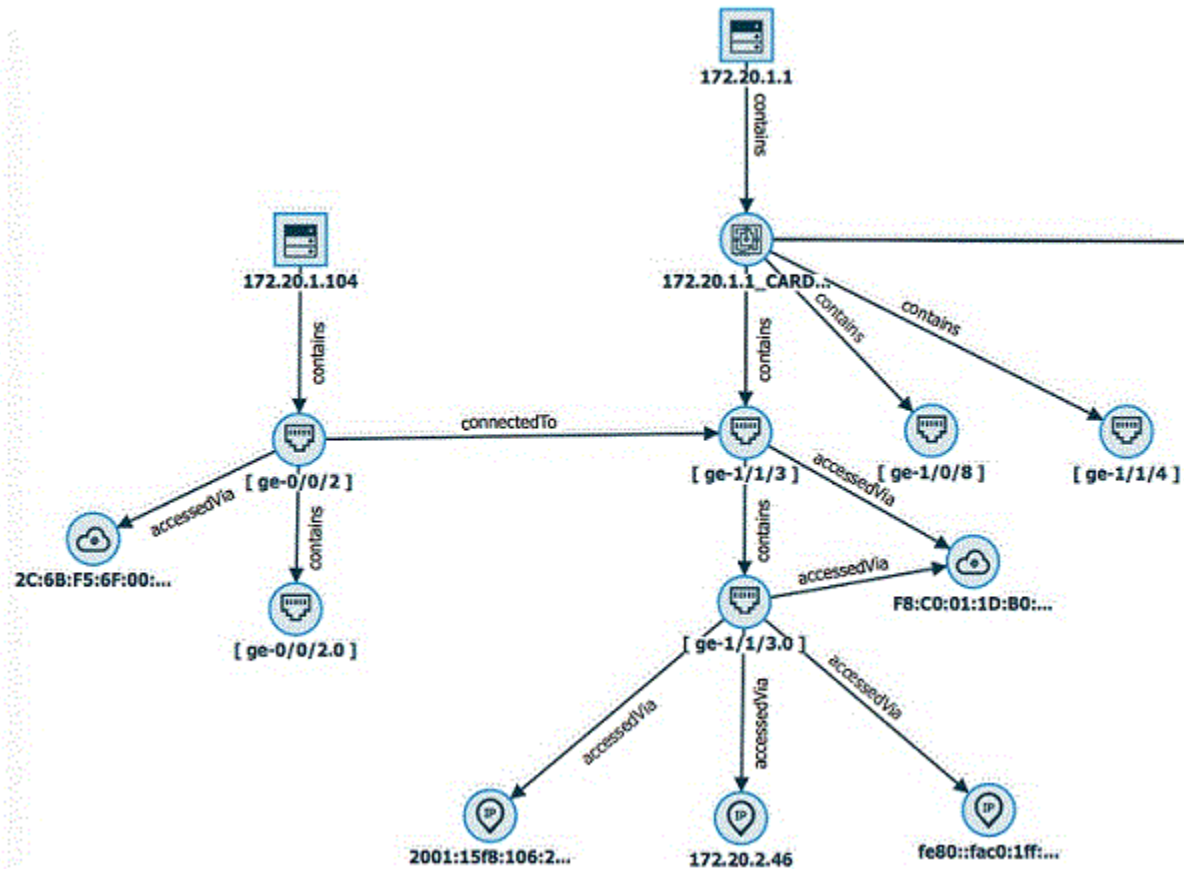 172.20.1.1
contains
172.20.1.104
172.20.1.1_CARD...
contains
contains
contains
contains
connectedTo
[ ge-0/0/2 ]
[ ge-1/1/3 ]
[ ge-1/0/8 ]
[ ge-1/1/4 ]
accessedVia
contains
contains
accessedVia
accessedVia
2C:6B:F5:6F:00:...
F8:C0:01:1D:B0:...
[ ge-0/0/2.0 ]
[ ge-1/1/3.0 ]
accessedVia
accessedVia
accessedVia
IP
IP
IP
2001:15f8:106:2...
172.20.2.46
fe80::fac0:1ff:...